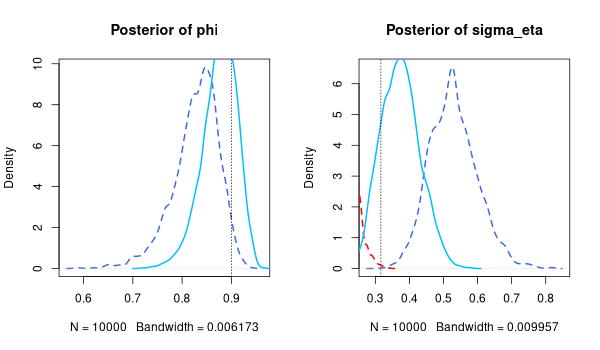 Posterior of phi
Density
0
2
4
6
8
10
0.6 0.7 0.8 0.9
N = 10000 Bandwidth = 0.006173
Posterior of sigma_eta
Density
0
1
2
3
4
5
6
0.3 0.4 0.5 0.6 0.7 0.8
N = 10000 Bandwidth = 0.009957